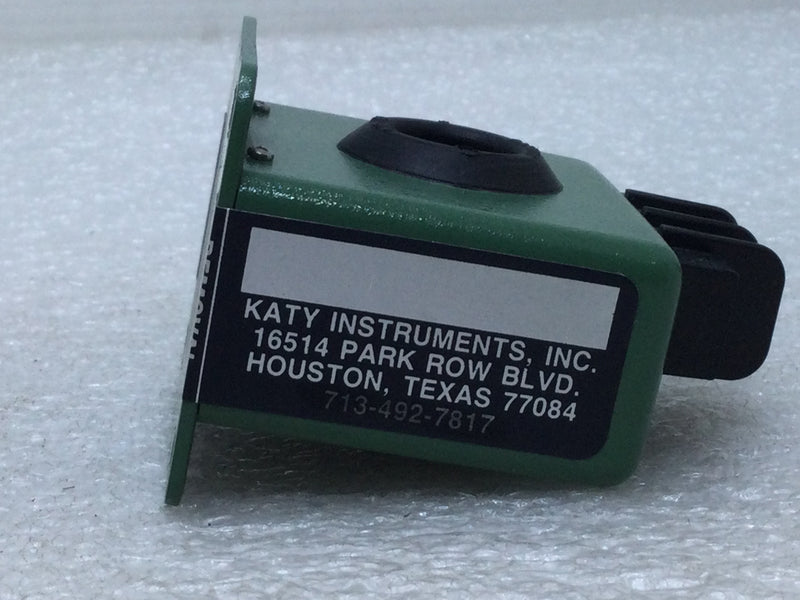 KATY INSTRUMENTS, INC.
16514 PARK ROW BLVD.
HOUSTON, TEXAS 77084
713-492-7817